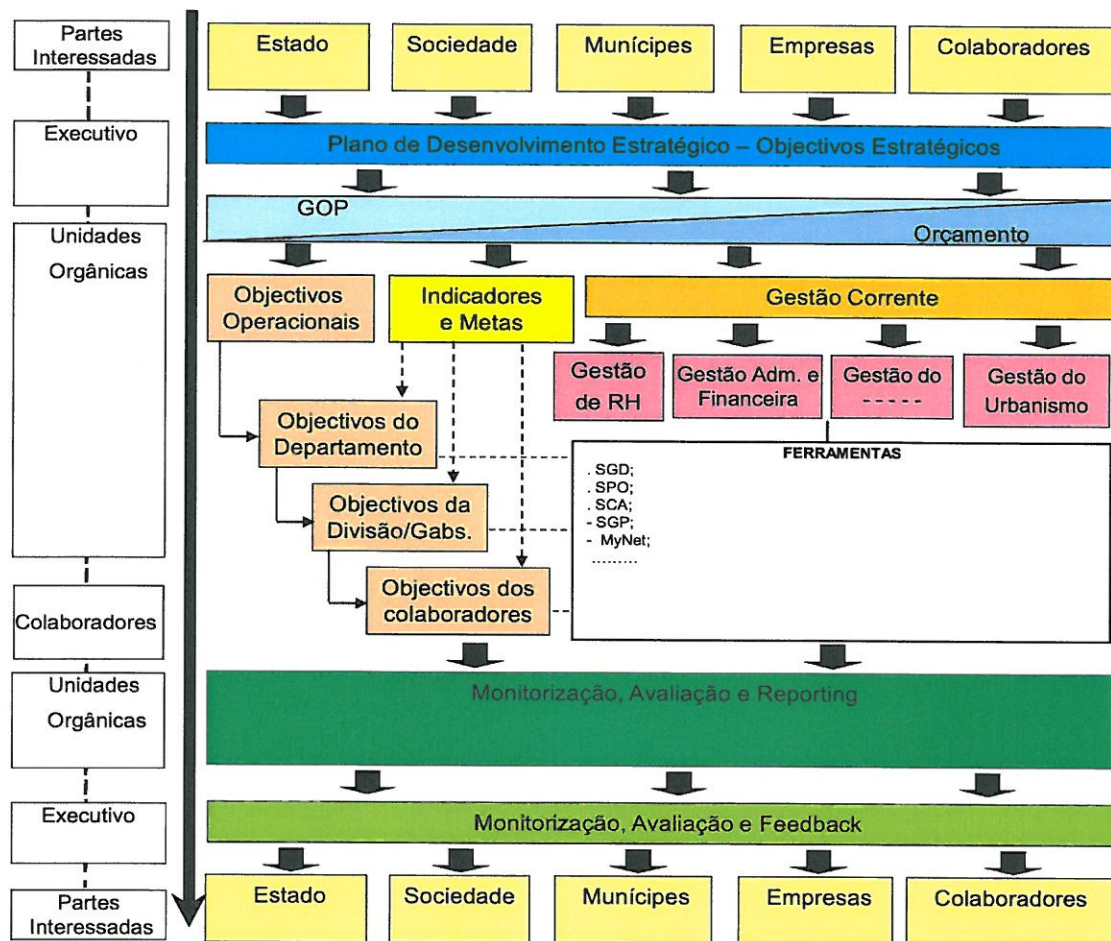 Partes
Interessadas
Executivo
Unidades
Orgânicas
Colaboradores
Unidades
Orgânicas
Executivo
Partes
Interessadas
Estado
Sociedade
Munícipes
Empresas
Colaboradores
Plano de Desenvolvimento Estratégico – Objectivos Estratégicos
GOP
Orçamento
Objectivos
Operacionais
Indicadores
e Metas
Gestão Corrente
Gestão
de RH
Gestão Adm. e
Financeira
Gestão do
- - - - -
Gestão do
Urbanismo
Objectivos do
Departamento
Objectivos da
Divisão/Gabs.
Objectivos dos
colaboradores
FERRAMENTAS
. SGD;
. SPO;
. SCA;
- SGP;
- MyNet;
.........
Monitorização, Avaliação e Reporting
Monitorização, Avaliação e Feedback
Estado
Sociedade
Munícipes
Empresas
Colaboradores